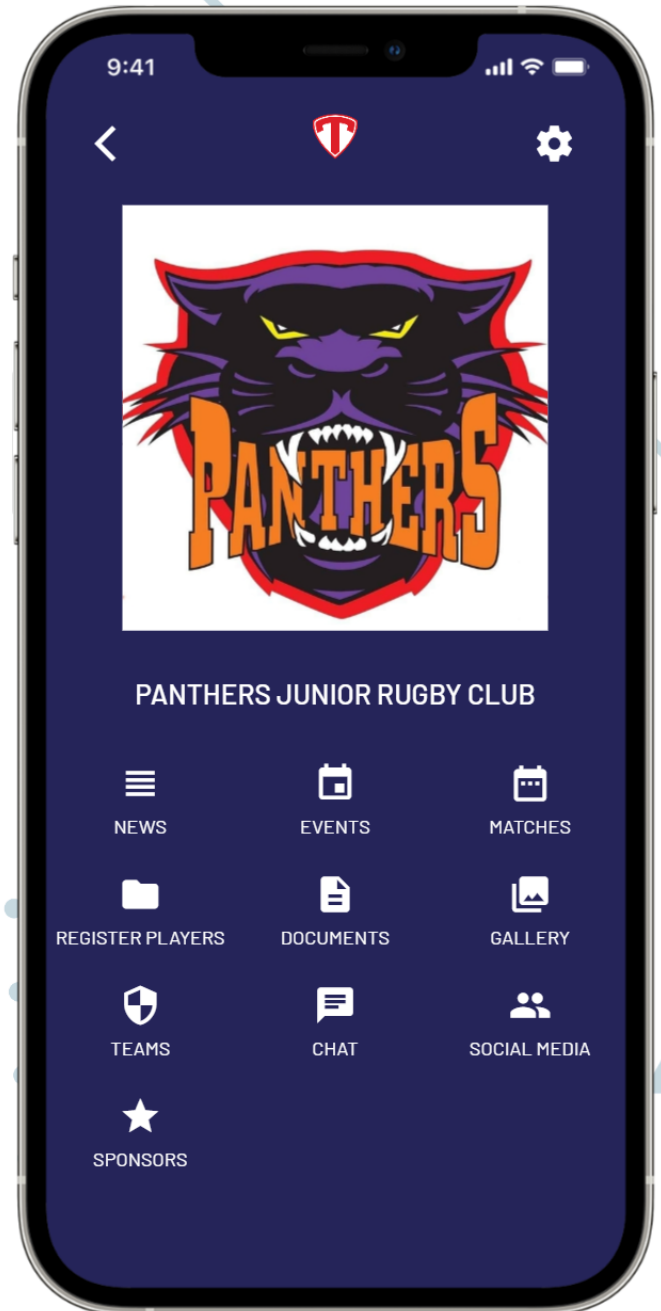 9:41
PANTHERS
PANTHERS JUNIOR RUGBY CLUB
NEWS
EVENTS
MATCHES
REGISTER PLAYERS
DOCUMENTS
GALLERY
TEAMS
CHAT
SOCIAL MEDIA
SPONSORS